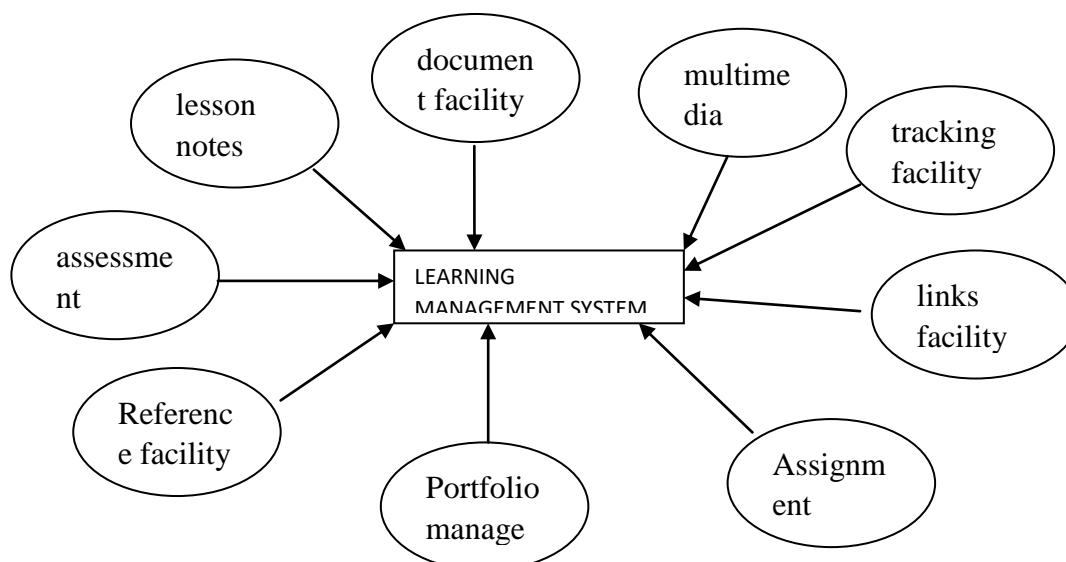 documen
t facility
multime
dia
lesson
notes
tracking
facility
assessme
nt
LEARNING
MANAGEMENT SYSTEM
links
facility
Referenc
e facility
Portfolio
manage
Assignm
ent